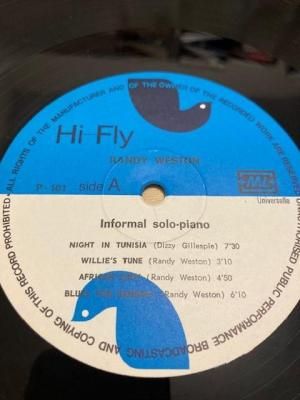 ALL RIGHTS OF THE MANUFACTURER AND OF THE OWNER OF THE RECORDED WORK RESERVED
PUBLIC PERFORMANCE BROADCASTING AND COPYING OF THIS RECORD PROHIBITED
Hi-Fly
RANDY WESTON
P-101 side A
Universelle
Informal solo-piano
NIGHT IN TUNISIA (Dizzy Gillespie) 7'30
WILLIE'S TUNE (Randy Weston) 3'10
(Randy Weston) 4'50
(Randy Weston) 6'10